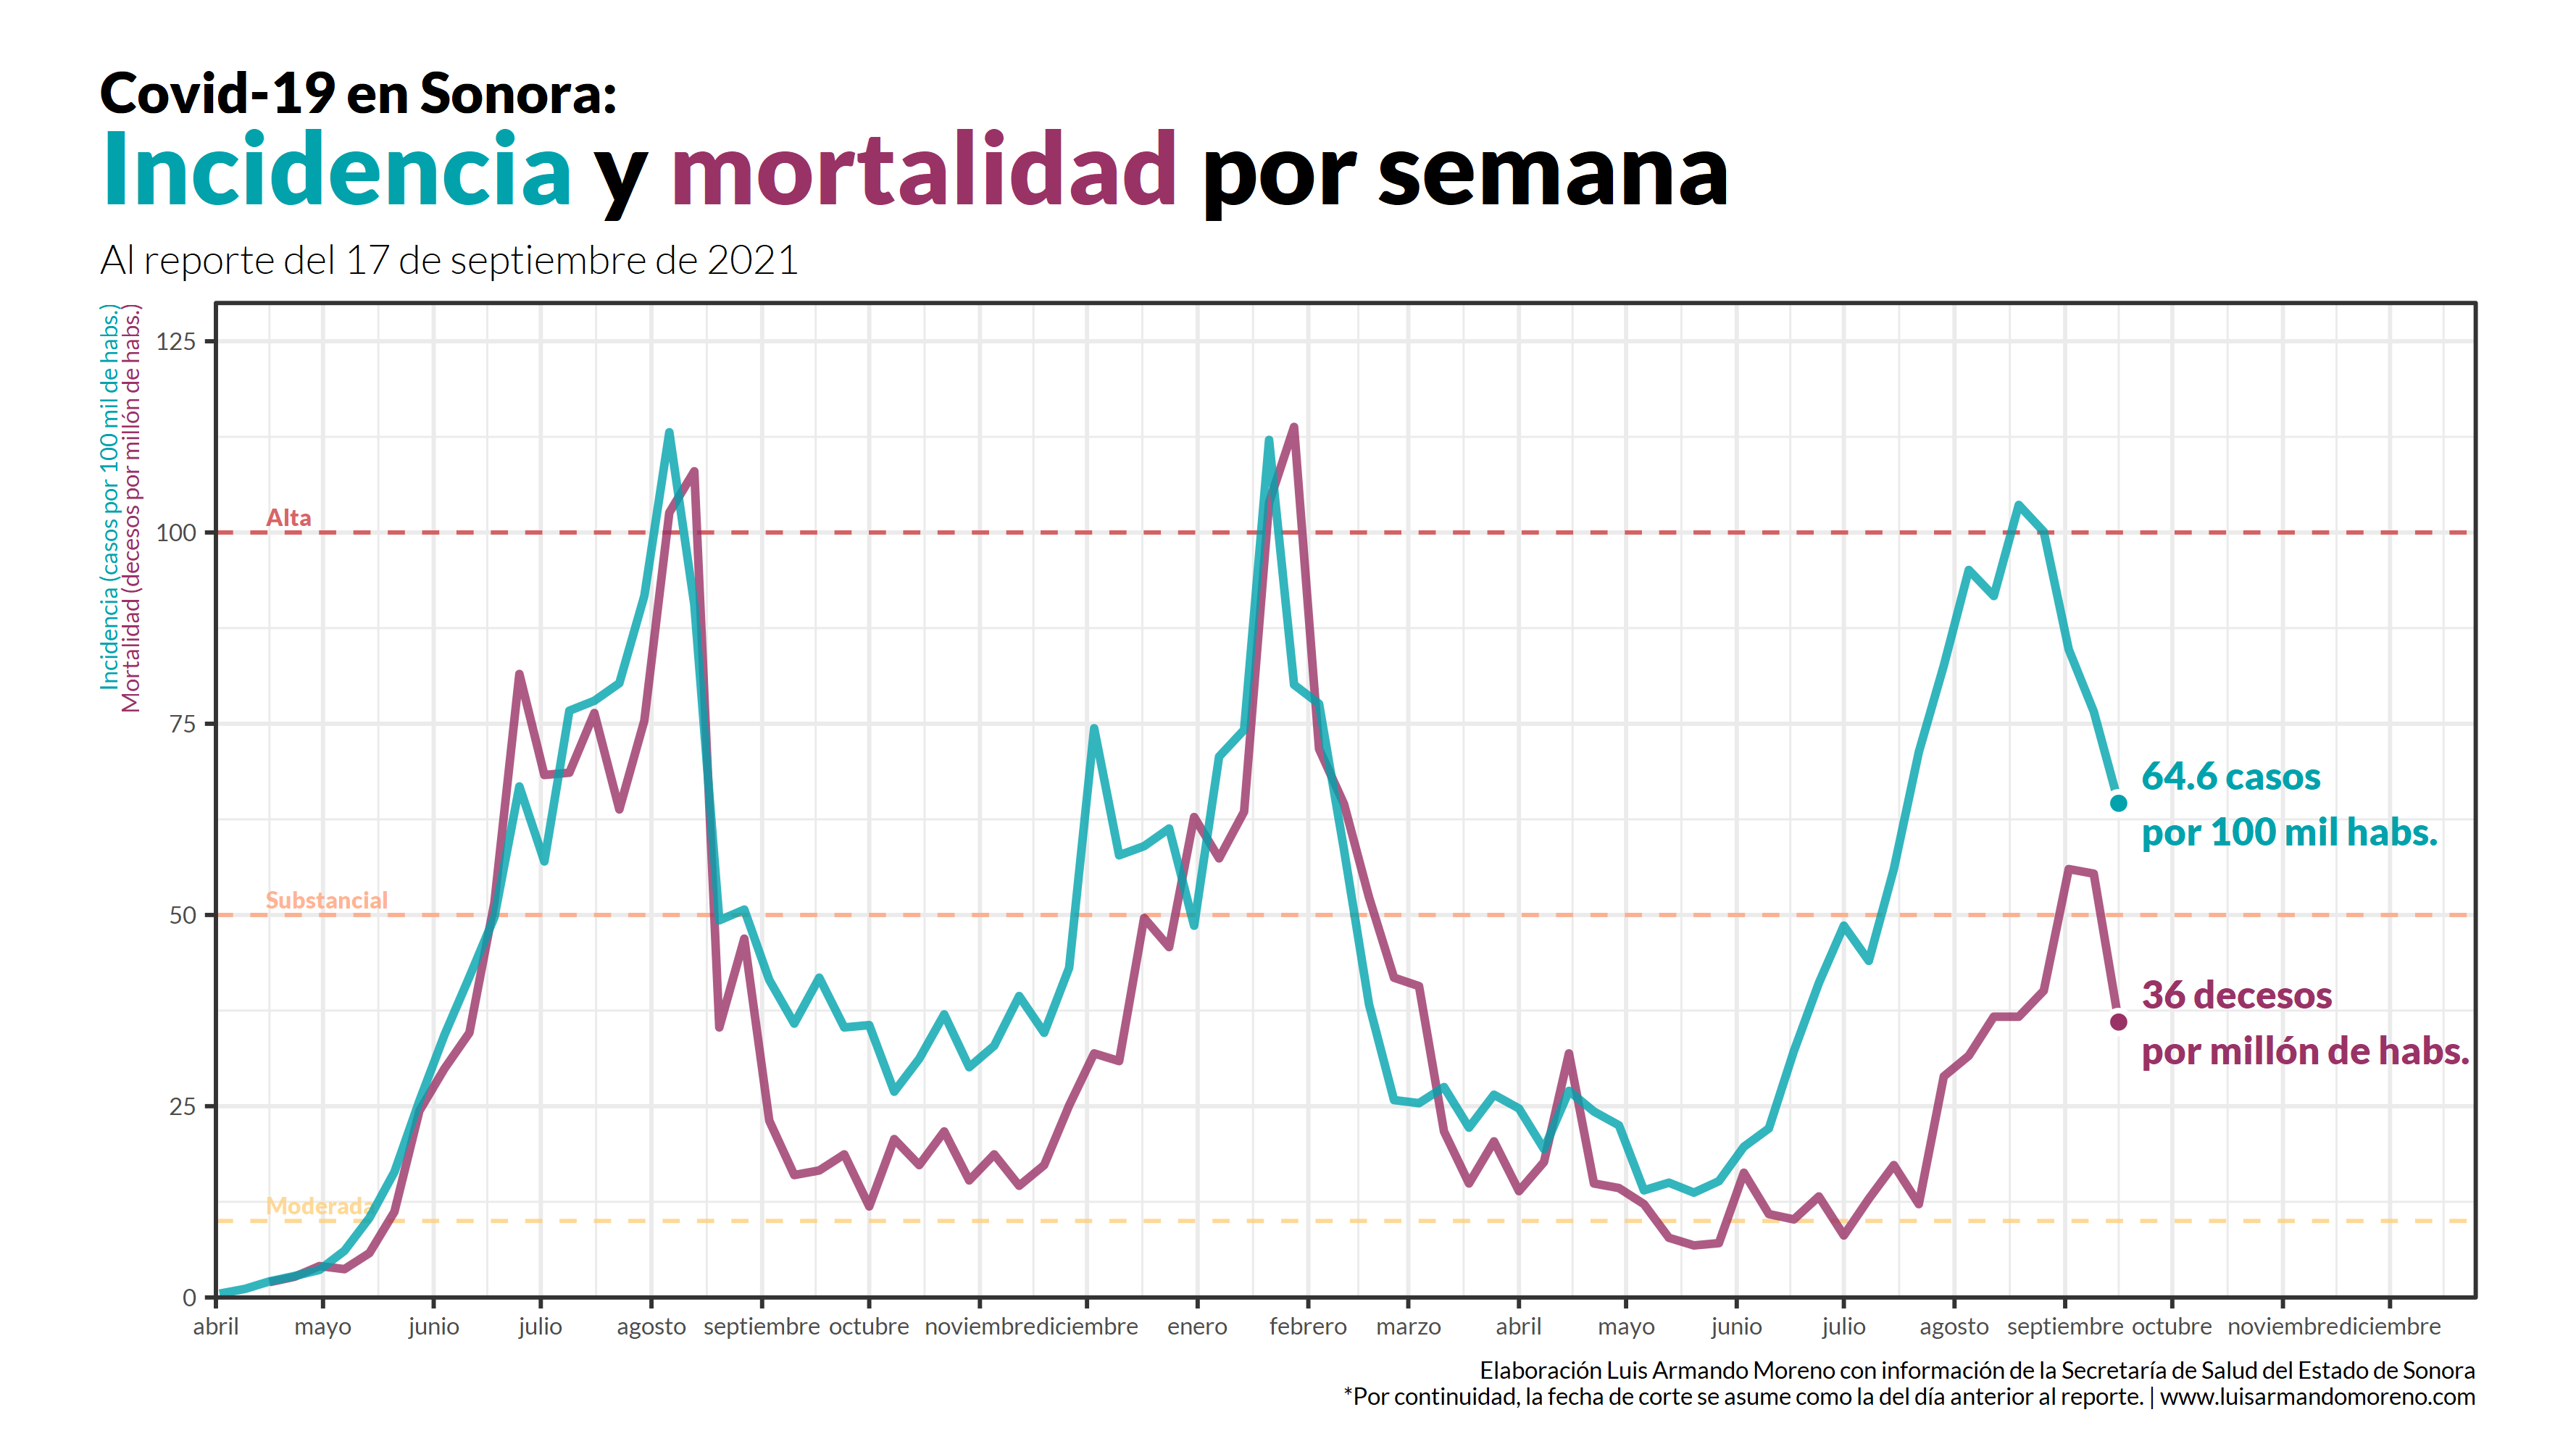 Covid-19 en Sonora:
Incidencia y mortalidad por semana
Al reporte del 17 de septiembre de 2021
Incidencia (casos por 100 mil de habs.)
Mortalidad (decesos por millón de habs.)
125
100
75
50
25
0
Alta
Substancial
Moderada
64.6 casos
por 100 mil habs.
36 decesos
por millón de habs.
abril mayo junio julio agosto septiembre octubre noviembre diciembre enero febrero marzo abril mayo junio julio agosto septiembre octubre noviembre diciembre
Elaboración Luis Armando Moreno con información de la Secretaría de Salud del Estado de Sonora
*Por continuidad, la fecha de corte se asume como la del día anterior al reporte. | www.luisarmandomoreno.com